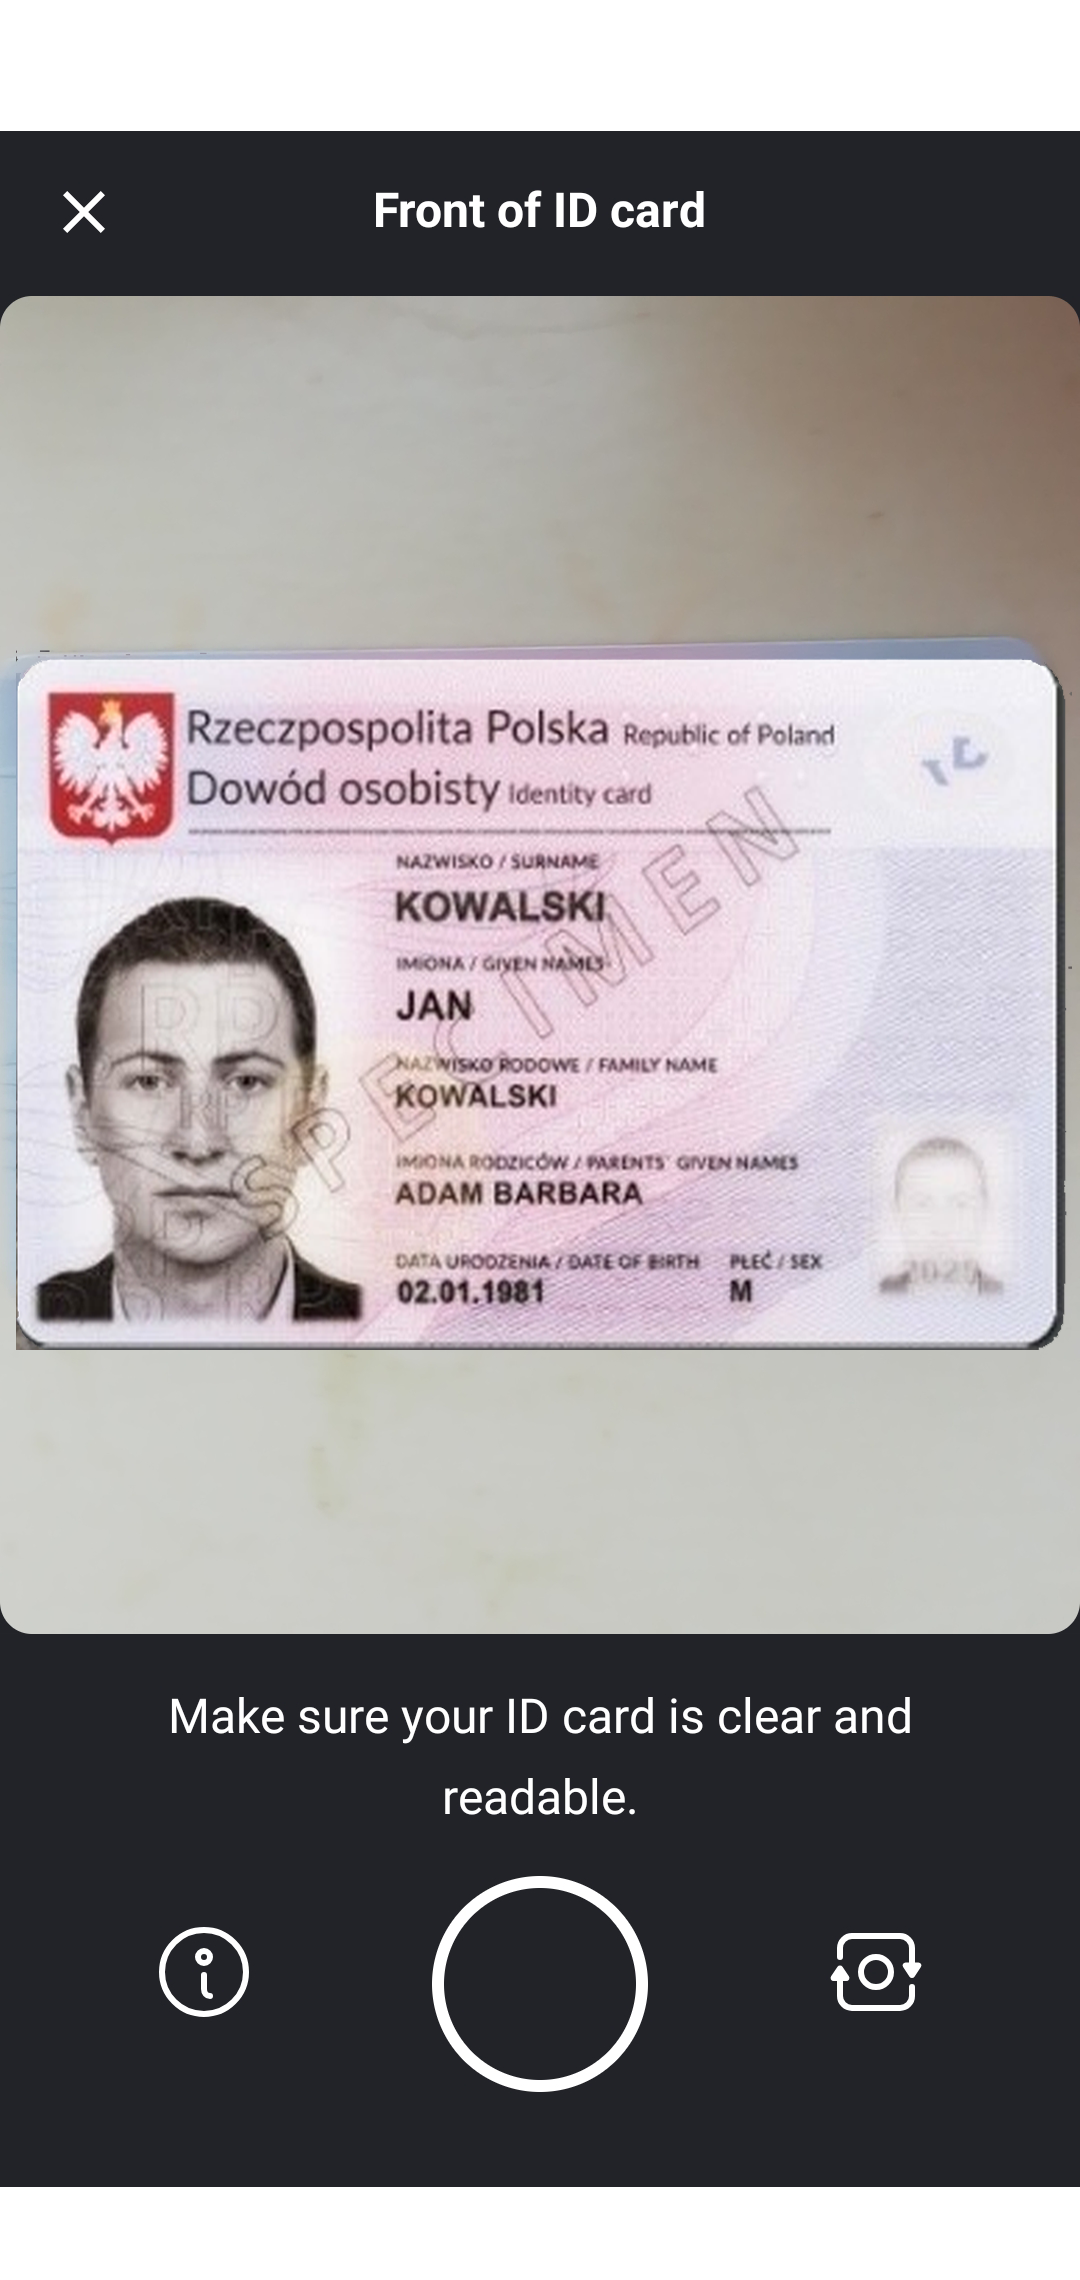 Front of ID card
Rzeczpospolita Polska Republic of Poland
Dowód osobisty Identity card
NAZWISKO / SURNAME
KOWALSKI
IMIONA / GIVEN NAMES
JAN
NAZWISKO RODOWE / FAMILY NAME
KOWALSKI
IMIONA RODZICÓW / PARENTS' GIVEN NAMES
ADAM BARBARA
DATA URODZENIA / DATE OF BIRTH PŁEĆ / SEX
02.01.1981 M
SPECIMEN
Make sure your ID card is clear and
readable.